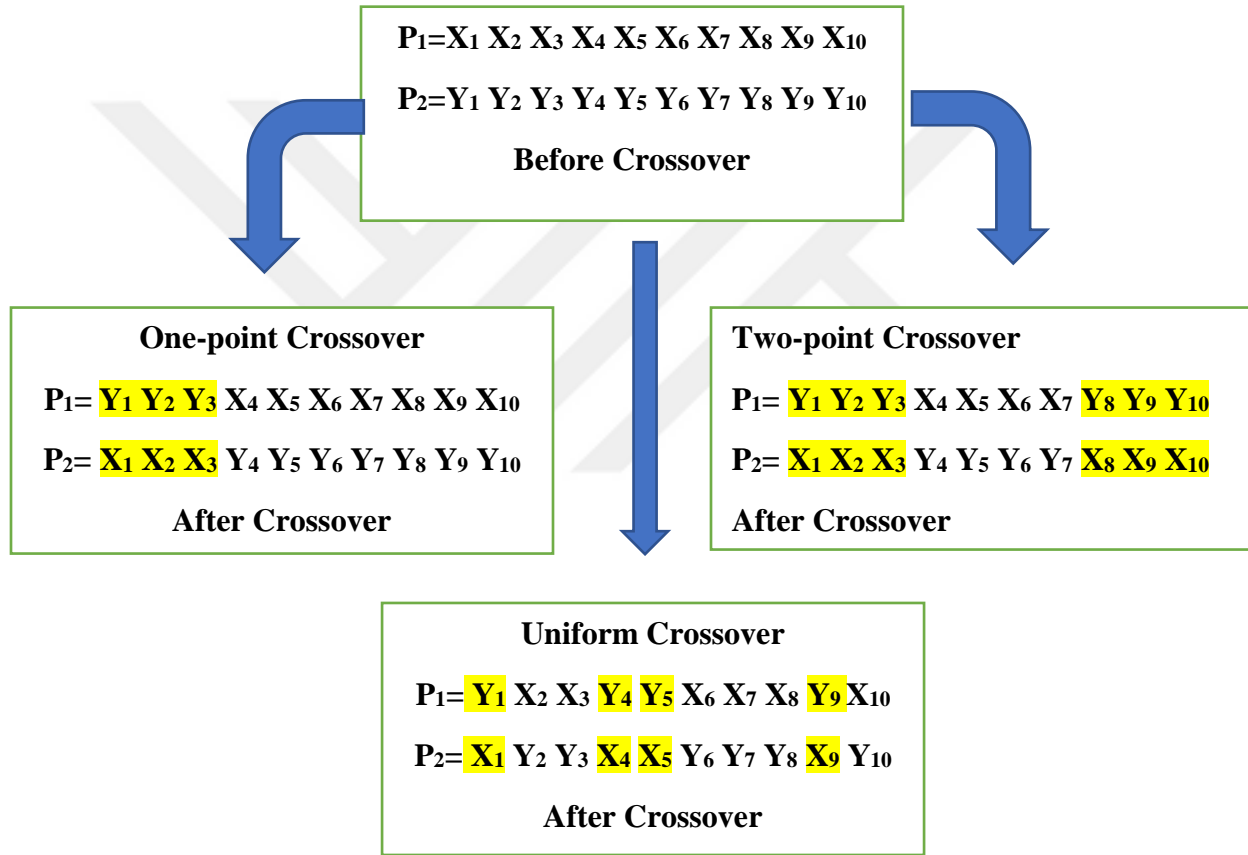 P₁=X₁ X₂ X₃ X₄ X₅ X₆ X₇ X₈ X₉ X₁₀
P₂=Y₁ Y₂ Y₃ Y₄ Y₅ Y₆ Y₇ Y₈ Y₉ Y₁₀
Before Crossover
One-point Crossover
P₁= Y₁ Y₂ Y₃ X₄ X₅ X₆ X₇ X₈ X₉ X₁₀
P₂= X₁ X₂ X₃ Y₄ Y₅ Y₆ Y₇ Y₈ Y₉ Y₁₀
After Crossover
Two-point Crossover
P₁= Y₁ Y₂ Y₃ X₄ X₅ X₆ X₇ Y₈ Y₉ Y₁₀
P₂= X₁ X₂ X₃ Y₄ Y₅ Y₆ Y₇ X₈ X₉ X₁₀
After Crossover
Uniform Crossover
P₁= Y₁ X₂ X₃ Y₄ Y₅ X₆ X₇ X₈ Y₉ X₁₀
P₂= X₁ Y₂ Y₃ X₄ X₅ Y₆ Y₇ Y₈ X₉ Y₁₀
After Crossover